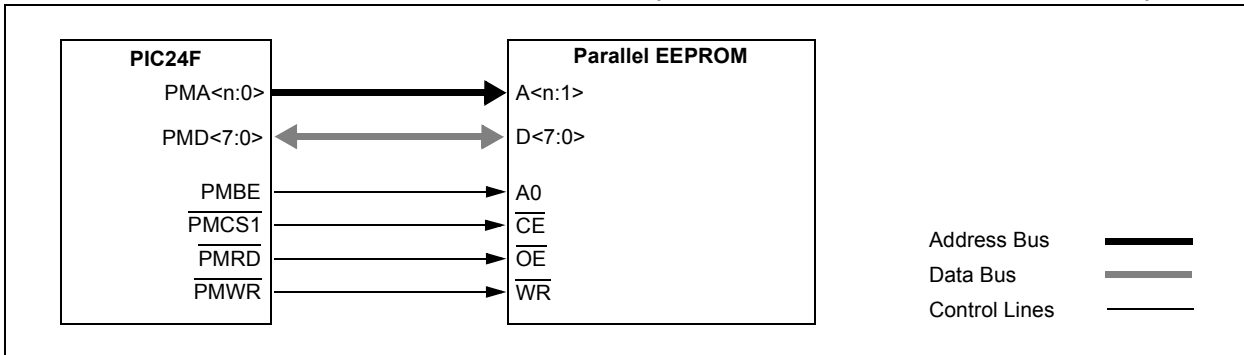 PIC24F
Parallel EEPROM
PMA<n:0>
A<n:1>
PMD<7:0>
D<7:0>
PMBE
A0
PMCS1
CE
PMRD
OE
PMWR
WR
Address Bus
Data Bus
Control Lines